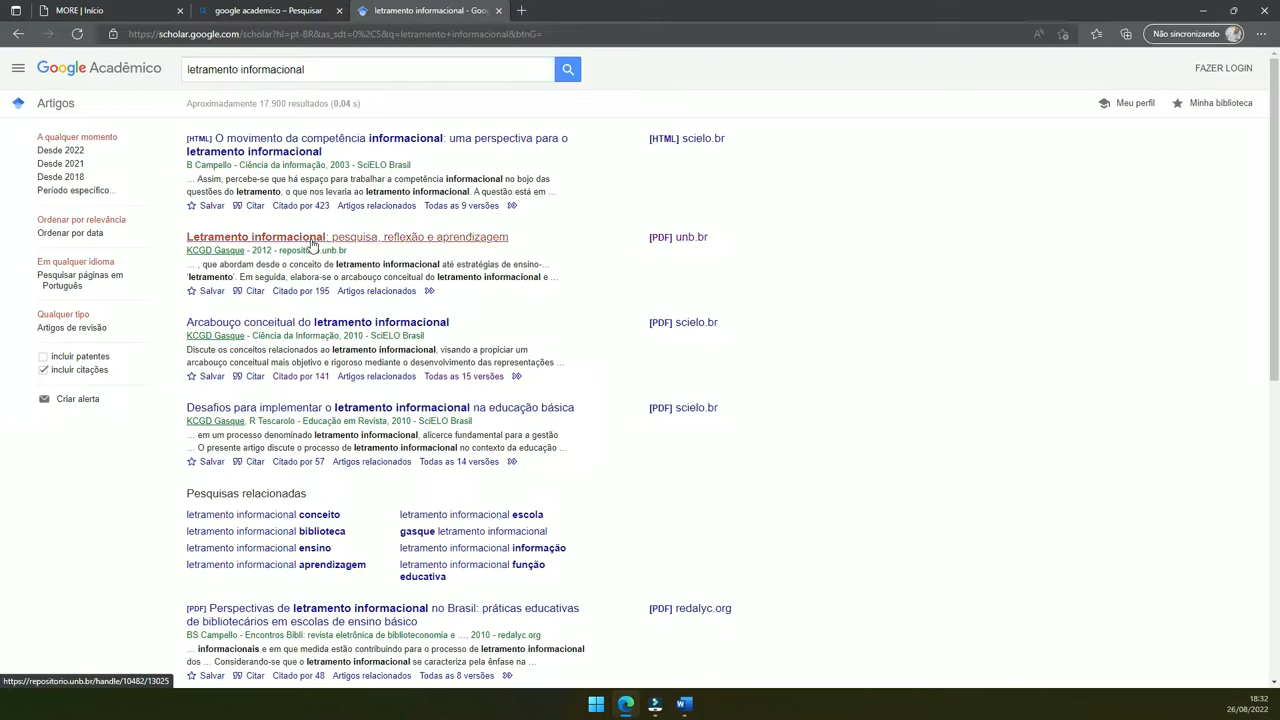 MORE | Início
google academico – Pesquisar
letramento informacional - Goo
https://scholar.google.com/scholar?hl=pt-BR&as_sdt=0%2C5&q=letramento+informacional&btnG=
Não sincronizando
Google Acadêmico
letramento informacional
FAZER LOGIN
Artigos
Aproximadamente 17.900 resultados (0,04 s)
Meu perfil
Minha biblioteca
A qualquer momento
Desde 2022
Desde 2021
Desde 2018
Período específico...
Ordenar por relevância
Ordenar por data
Em qualquer idioma
Pesquisar páginas em
Português
Qualquer tipo
Artigos de revisão
incluir patentes
incluir citações
Criar alerta
[HTML] O movimento da competência informacional: uma perspectiva para o
letramento informacional
B Campello - Ciência da informação, 2003 - SciELO Brasil
... Assim, percebe-se que há espaço para trabalhar a competência informacional no bojo das
questões do letramento, o que nos levaria ao letramento informacional. A questão está em ...
Salvar Citar Citado por 423 Artigos relacionados Todas as 9 versões
[HTML] scielo.br
Letramento informacional: pesquisa, reflexão e aprendizagem
KCGD Gasque - 2012 - repositorio.unb.br
... , que abordam desde o conceito de letramento informacional até estratégias de ensino-...
'letramento'. Em seguida, elabora-se o arcabouço conceitual do letramento informacional e ...
Salvar Citar Citado por 195 Artigos relacionados
[PDF] unb.br
Arcabouço conceitual do letramento informacional
KCGD Gasque - Ciência da Informação, 2010 - SciELO Brasil
Discute os conceitos relacionados ao letramento informacional, visando a propiciar um
arcabouço conceitual mais objetivo e rigoroso mediante o desenvolvimento das representações ...
Salvar Citar Citado por 141 Artigos relacionados Todas as 15 versões
[PDF] scielo.br
Desafios para implementar o letramento informacional na educação básica
KCGD Gasque, R Tescarolo - Educação em Revista, 2010 - SciELO Brasil
... em um processo denominado letramento informacional, alicerce fundamental para a gestão
... O presente artigo discute o processo de letramento informacional no contexto da educação ...
Salvar Citar Citado por 57 Artigos relacionados Todas as 14 versões
[PDF] scielo.br
Pesquisas relacionadas
letramento informacional conceito
letramento informacional biblioteca
letramento informacional ensino
letramento informacional aprendizagem
letramento informacional escola
gasque letramento informacional
letramento informacional informação
letramento informacional função
educativa
[PDF] Perspectivas de letramento informacional no Brasil: práticas educativas
de bibliotecários em escolas de ensino básico
BS Campello - Encontros Bibli: revista eletrônica de biblioteconomia e ..., 2010 - redalyc.org
... informacionais e em que medida estão contribuindo para o processo de letramento informacional
dos ... Considerando-se que o letramento informacional se caracteriza pela ênfase na ...
Salvar Citar Citado por 48 Artigos relacionados Todas as 8 versões
[PDF] redalyc.org
https://repositorio.unb.br/handle/10482/13025
18:32
26/08/2022